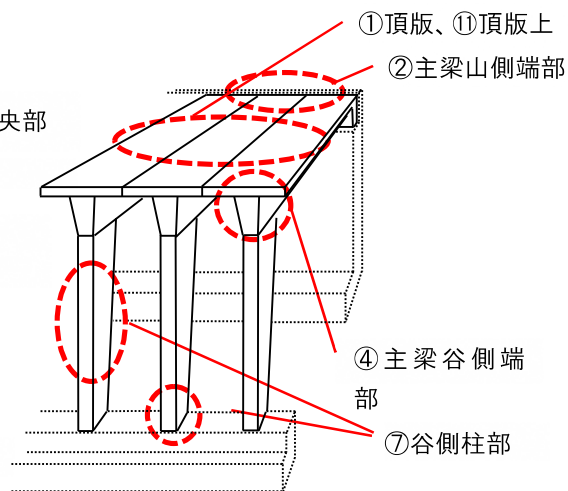 ①頂版、⑪頂版上
②主梁山側端部
央部
④主梁谷側端
部
⑦谷側柱部